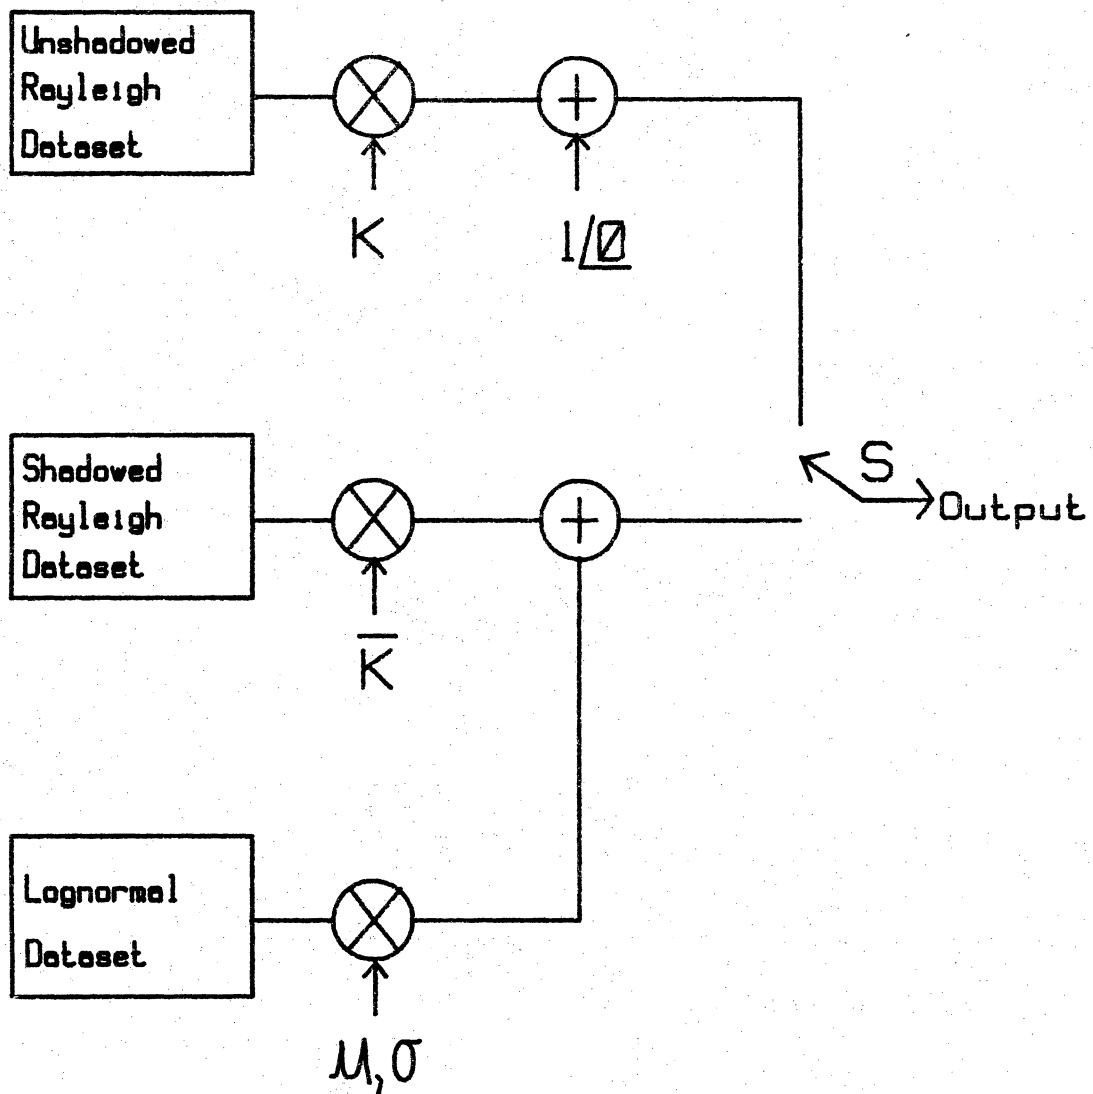 Unshadowed
Rayleigh
Dataset
K
1/0̸
Shadowed
Rayleigh
Dataset
S
Output
K̅
Lognormal
Dataset
μ,σ